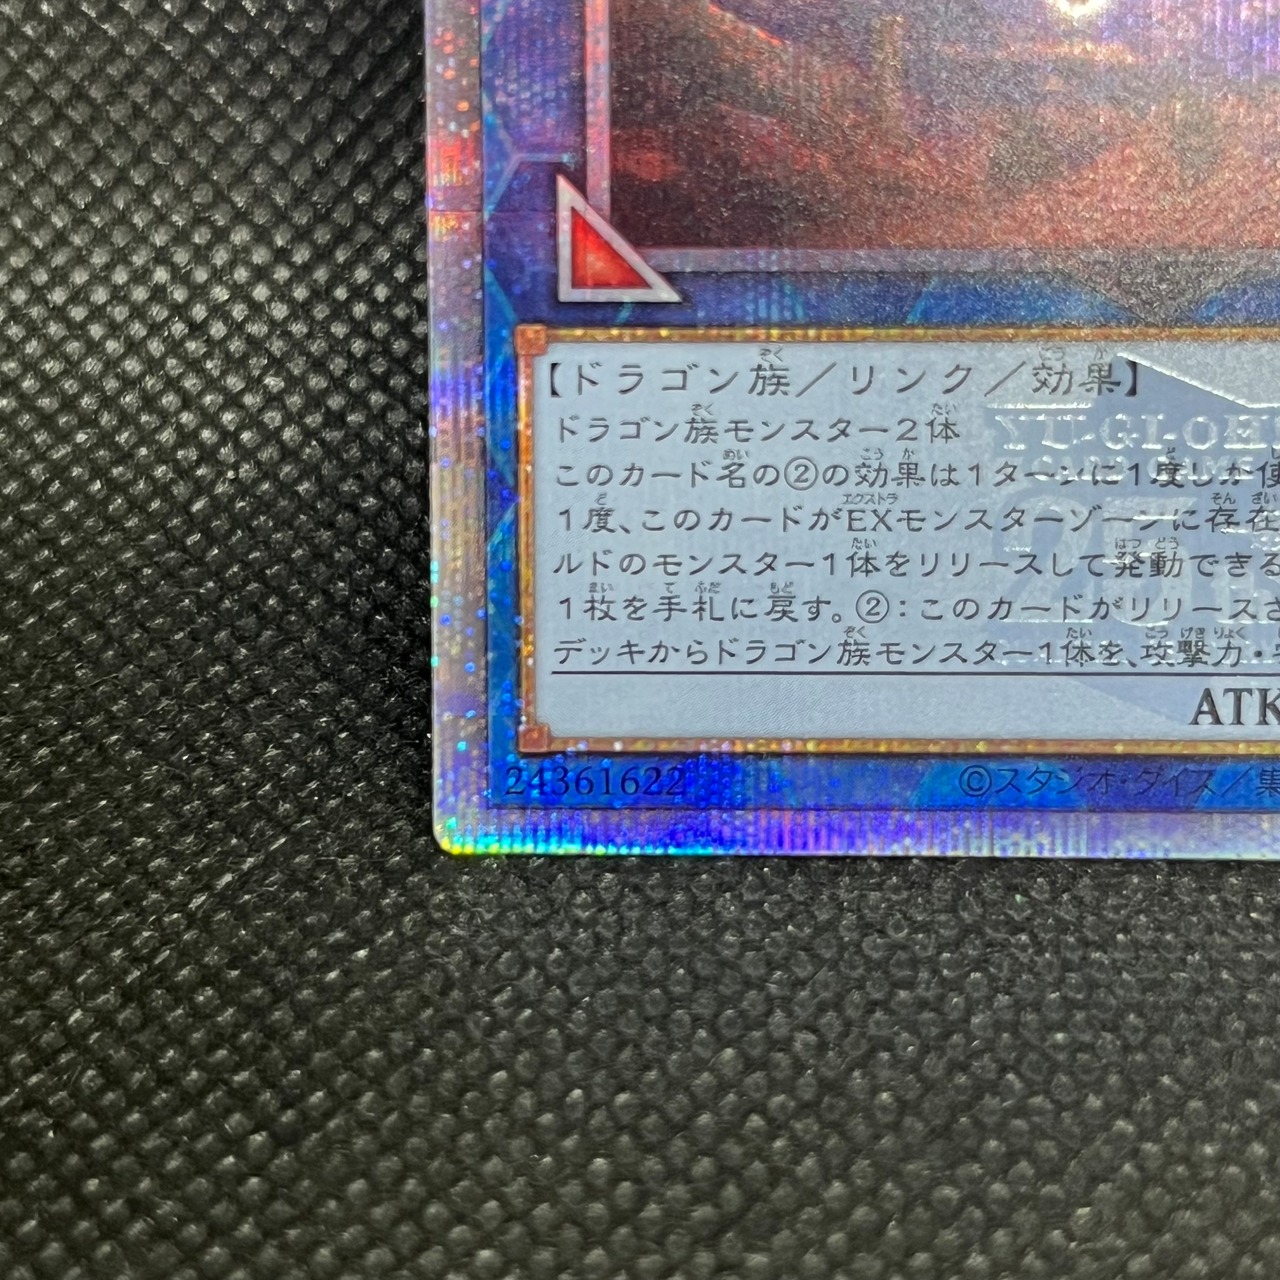 【ドラゴン族／リンク／効果】
ドラゴン族モンスター２体
このカード名の②の効果は１ターンに１度しか使
１度、このカードがEXモンスターゾーンに存在
ルドのモンスター１体をリリースして発動できる
１枚を手札に戻す。②：このカードがリリースさ
デッキからドラゴン族モンスター１体を、攻撃力・守
ATK
24361622
©スタジオ・ダイス／集
YU-GI-OH
25